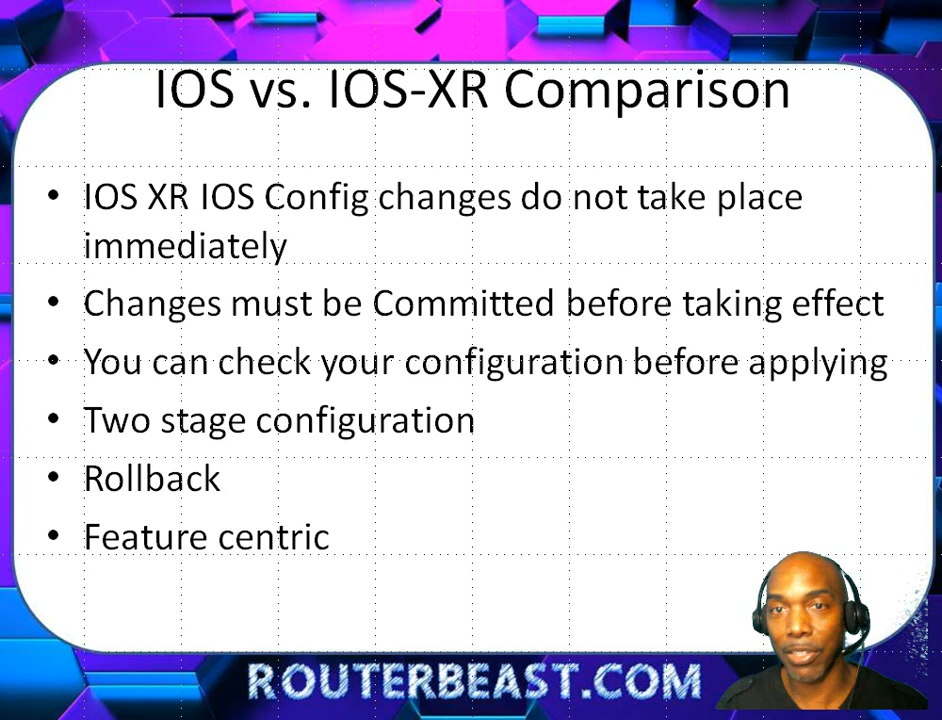 IOS vs. IOS-XR Comparison
• IOS XR IOS Config changes do not take place
immediately
• Changes must be Committed before taking effect
• You can check your configuration before applying
• Two stage configuration
• Rollback
• Feature centric
ROUTERBEAST.COM